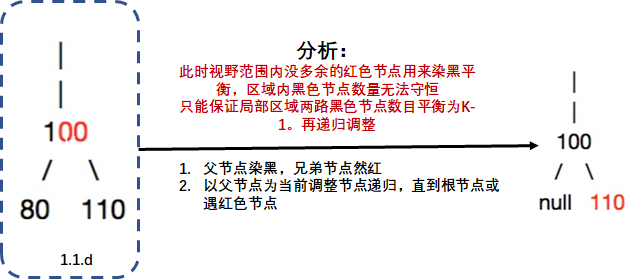 分析：
此时视野范围内没多余的红色节点用来染黑平
衡，区域内黑色节点数量无法守恒
只能保证局部区域两路黑色节点数目平衡为K-
1。再递归调整
100
80 110
1.1.d
1. 父节点染黑，兄弟节点然红
2. 以父节点为当前调整节点递归，直到根节点或
遇红色节点
100
null 110